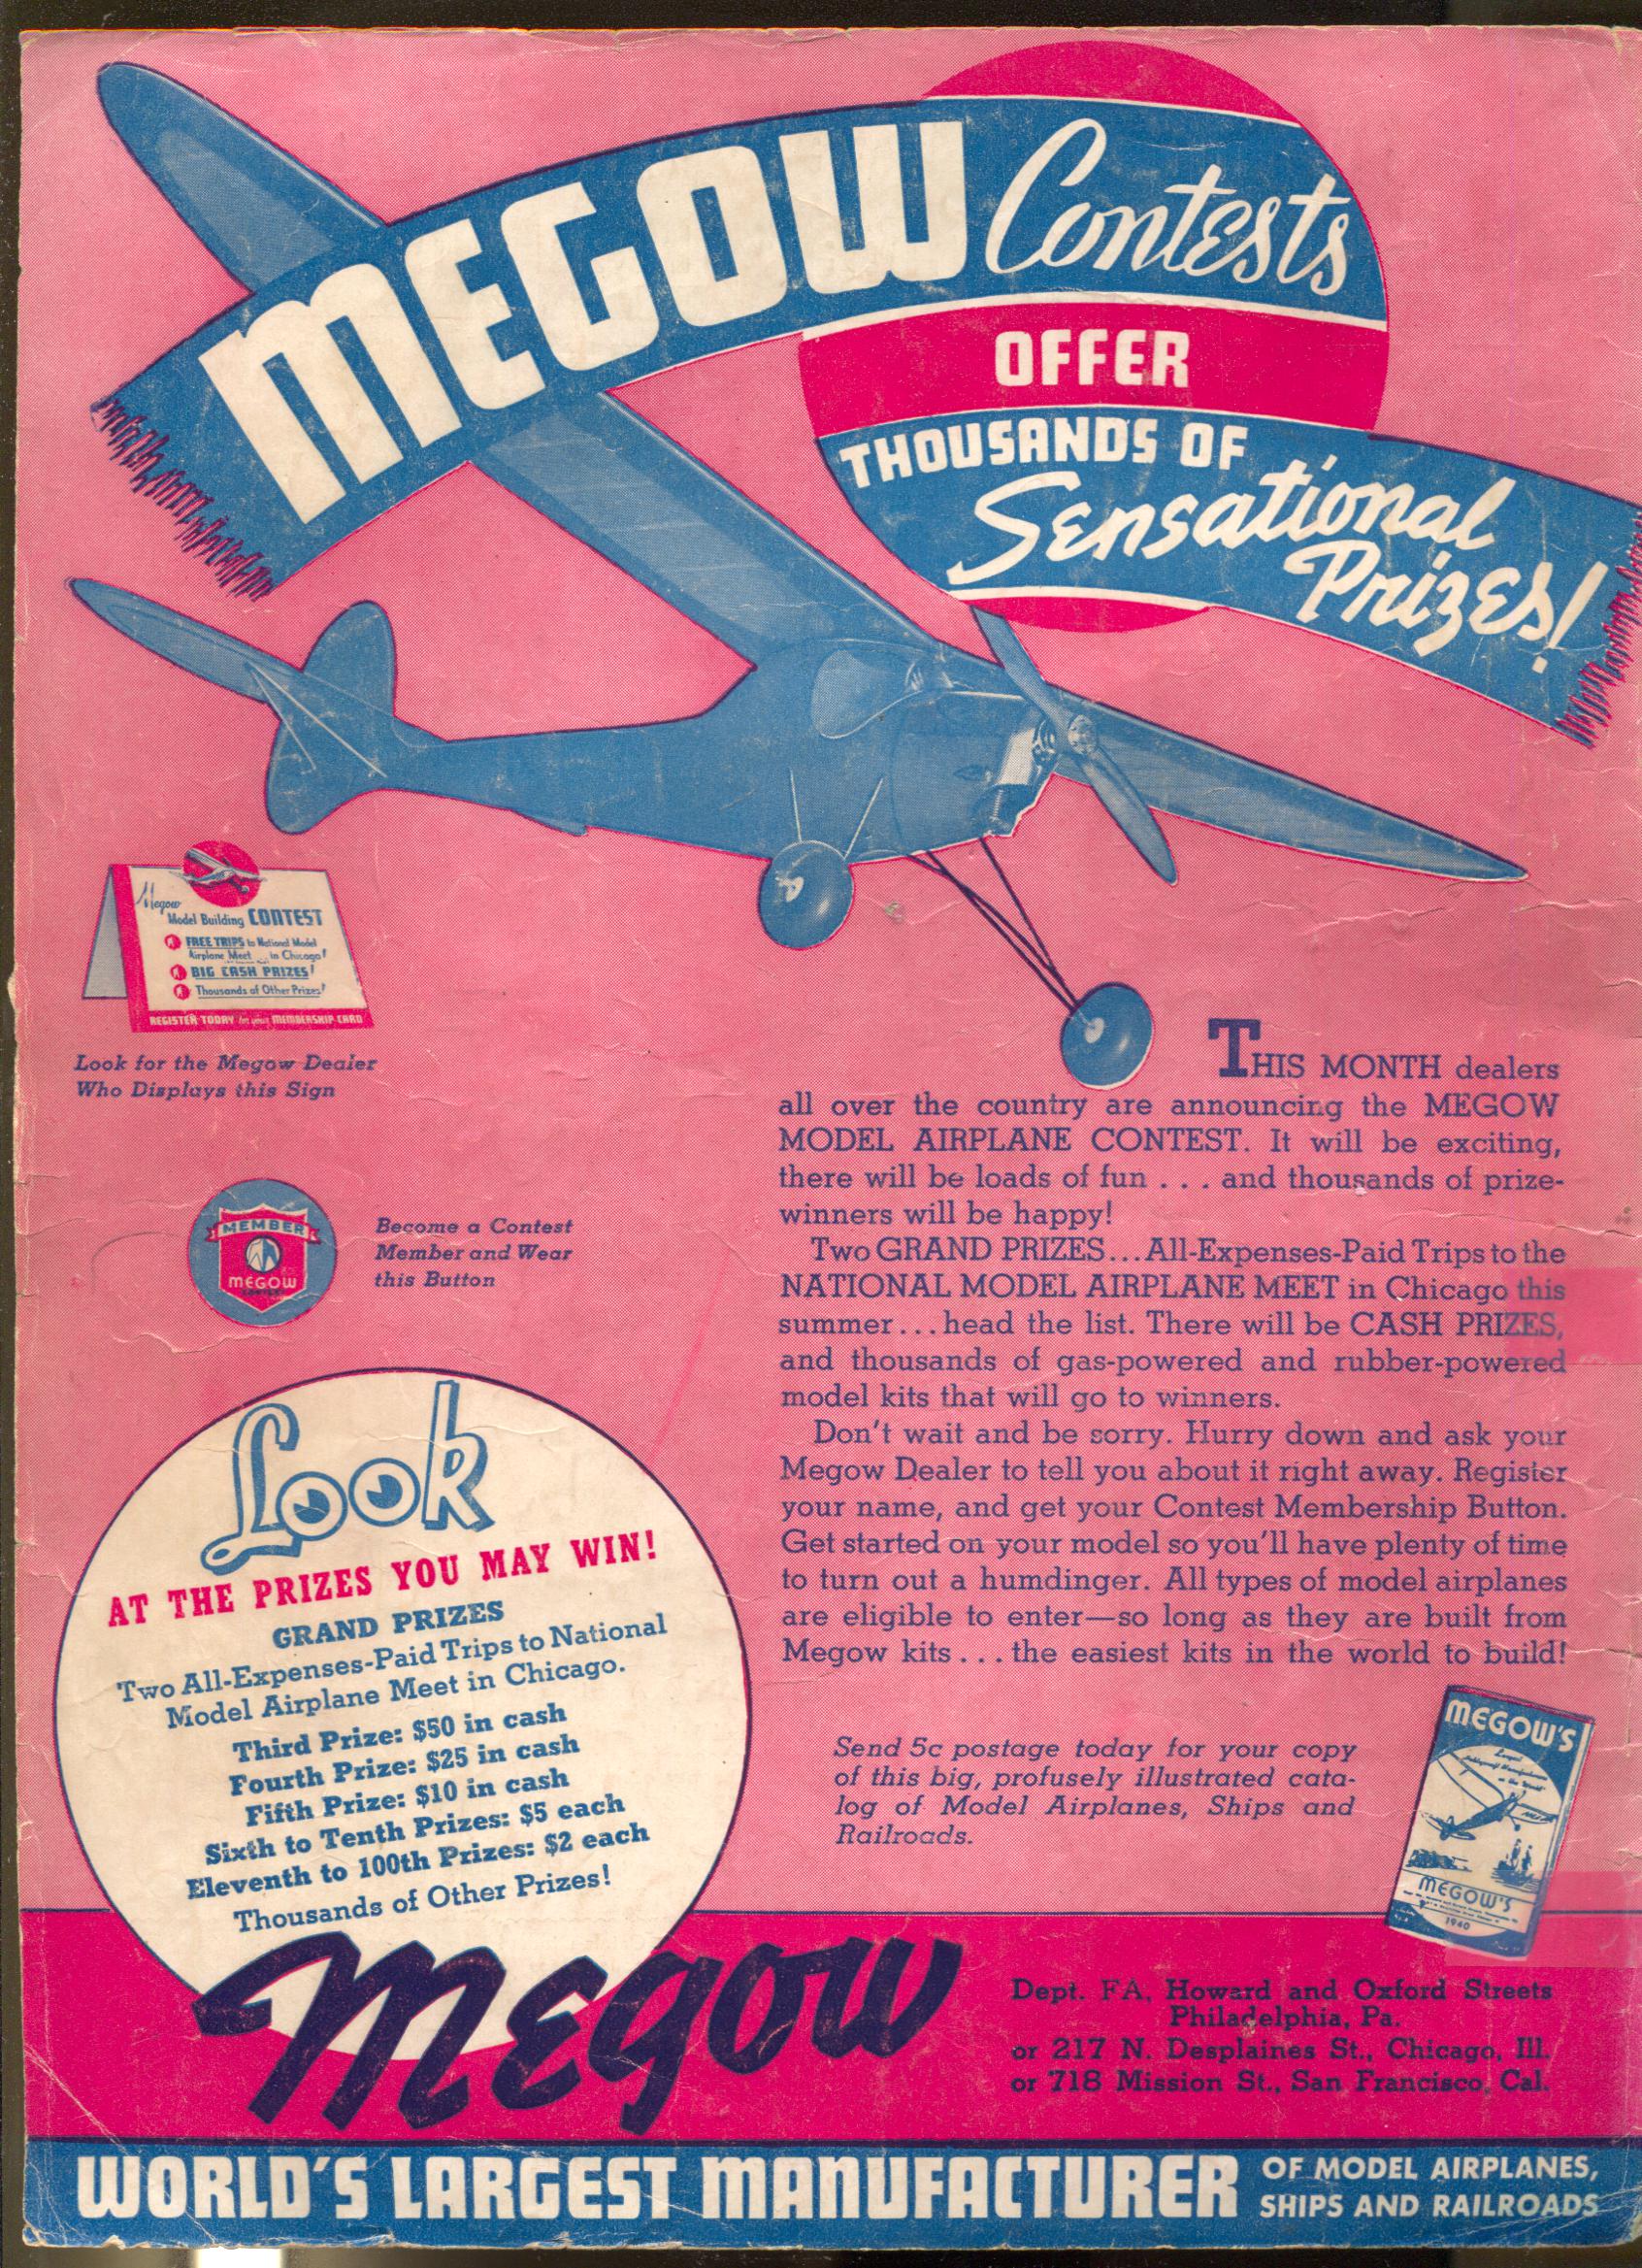 MEGOW Contests
OFFER
THOUSANDS OF
Sensational
Prizes!
Megow
Model Building CONTEST
FREE TRIPS to National Model
Airplane Meet ... in Chicago!
BIG CASH PRIZES!
Thousands of Other Prizes!
REGISTER TODAY for your MEMBERSHIP CARD
Look for the Megow Dealer
Who Displays this Sign
MEMBER
MEGOW
Become a Contest
Member and Wear
this Button
THIS MONTH dealers
all over the country are announcing the MEGOW
MODEL AIRPLANE CONTEST. It will be exciting,
there will be loads of fun . . . and thousands of prize-
winners will be happy!
Two GRAND PRIZES...All-Expenses-Paid Trips to the
NATIONAL MODEL AIRPLANE MEET in Chicago this
summer...head the list. There will be CASH PRIZES,
and thousands of gas-powered and rubber-powered
model kits that will go to winners.
Don't wait and be sorry. Hurry down and ask your
Megow Dealer to tell you about it right away. Register
your name, and get your Contest Membership Button.
Get started on your model so you'll have plenty of time
to turn out a humdinger. All types of model airplanes
are eligible to enter—so long as they are built from
Megow kits... the easiest kits in the world to build!
Look
AT THE PRIZES YOU MAY WIN!
GRAND PRIZES
Two All-Expenses-Paid Trips to National
Model Airplane Meet in Chicago.
Third Prize: $50 in cash
Fourth Prize: $25 in cash
Fifth Prize: $10 in cash
Sixth to Tenth Prizes: $5 each
Eleventh to 100th Prizes: $2 each
Thousands of Other Prizes!
Send 5c postage today for your copy
of this big, profusely illustrated cata-
log of Model Airplanes, Ships and
Railroads.
MEGOW'S
MEGOW'S
1940
Megow
Dept. FA, Howard and Oxford Streets
Philadelphia, Pa.
or 217 N. Desplaines St., Chicago, Ill.
or 718 Mission St., San Francisco, Cal.
WORLD'S LARGEST MANUFACTURER
OF MODEL AIRPLANES,
SHIPS AND RAILROADS